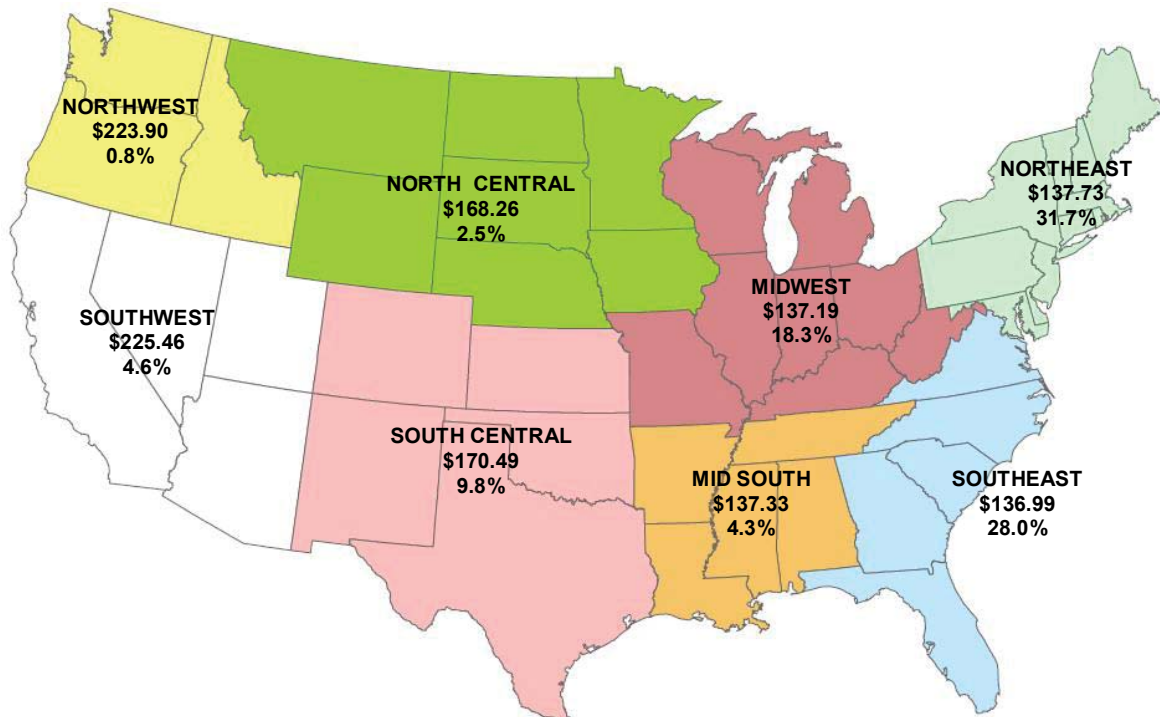 NORTHWEST
$223.90
0.8%
NORTH CENTRAL
$168.26
2.5%
NORTHEAST
$137.73
31.7%
SOUTHWEST
$225.46
4.6%
MIDWEST
$137.19
18.3%
SOUTH CENTRAL
$170.49
9.8%
MID SOUTH
$137.33
4.3%
SOUTHEAST
$136.99
28.0%